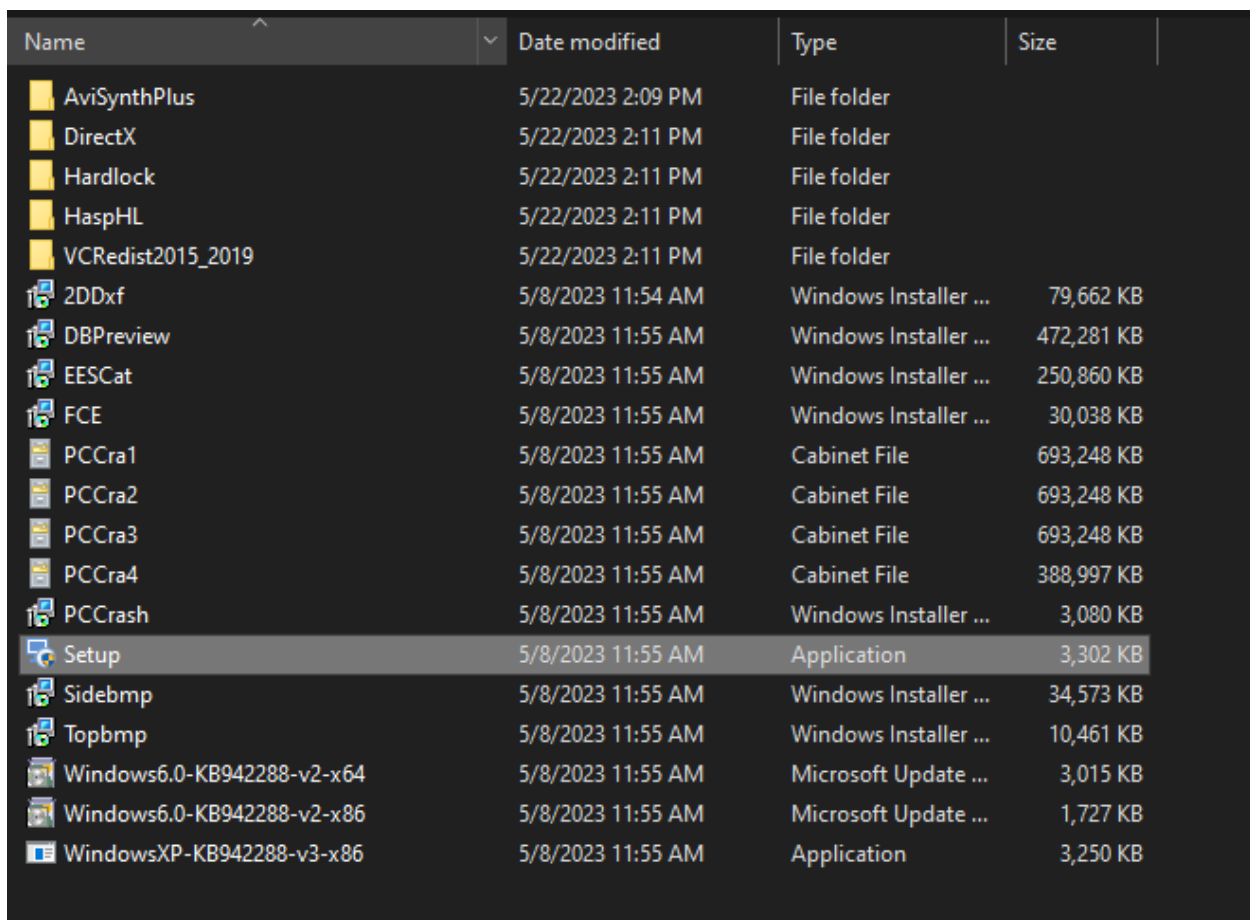 Name Date modified Type Size
AviSynthPlus 5/22/2023 2:09 PM File folder
DirectX 5/22/2023 2:11 PM File folder
Hardlock 5/22/2023 2:11 PM File folder
HaspHL 5/22/2023 2:11 PM File folder
VCRedist2015_2019 5/22/2023 2:11 PM File folder
2DDxf 5/8/2023 11:54 AM Windows Installer ... 79,662 KB
DBPreview 5/8/2023 11:55 AM Windows Installer ... 472,281 KB
EESCat 5/8/2023 11:55 AM Windows Installer ... 250,860 KB
FCE 5/8/2023 11:55 AM Windows Installer ... 30,038 KB
PCCra1 5/8/2023 11:55 AM Cabinet File 693,248 KB
PCCra2 5/8/2023 11:55 AM Cabinet File 693,248 KB
PCCra3 5/8/2023 11:55 AM Cabinet File 693,248 KB
PCCra4 5/8/2023 11:55 AM Cabinet File 388,997 KB
PCCrash 5/8/2023 11:55 AM Windows Installer ... 3,080 KB
Setup 5/8/2023 11:55 AM Application 3,302 KB
Sidebmp 5/8/2023 11:55 AM Windows Installer ... 34,573 KB
Topbmp 5/8/2023 11:55 AM Windows Installer ... 10,461 KB
Windows6.0-KB942288-v2-x64 5/8/2023 11:55 AM Microsoft Update ... 3,015 KB
Windows6.0-KB942288-v2-x86 5/8/2023 11:55 AM Microsoft Update ... 1,727 KB
WindowsXP-KB942288-v3-x86 5/8/2023 11:55 AM Application 3,250 KB